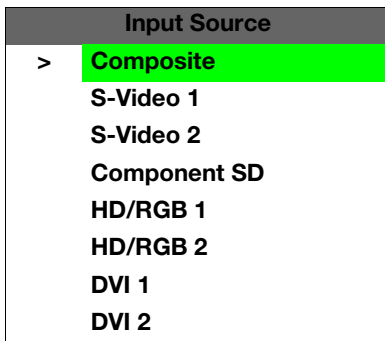 Input Source
> Composite
S-Video 1
S-Video 2
Component SD
HD/RGB 1
HD/RGB 2
DVI 1
DVI 2